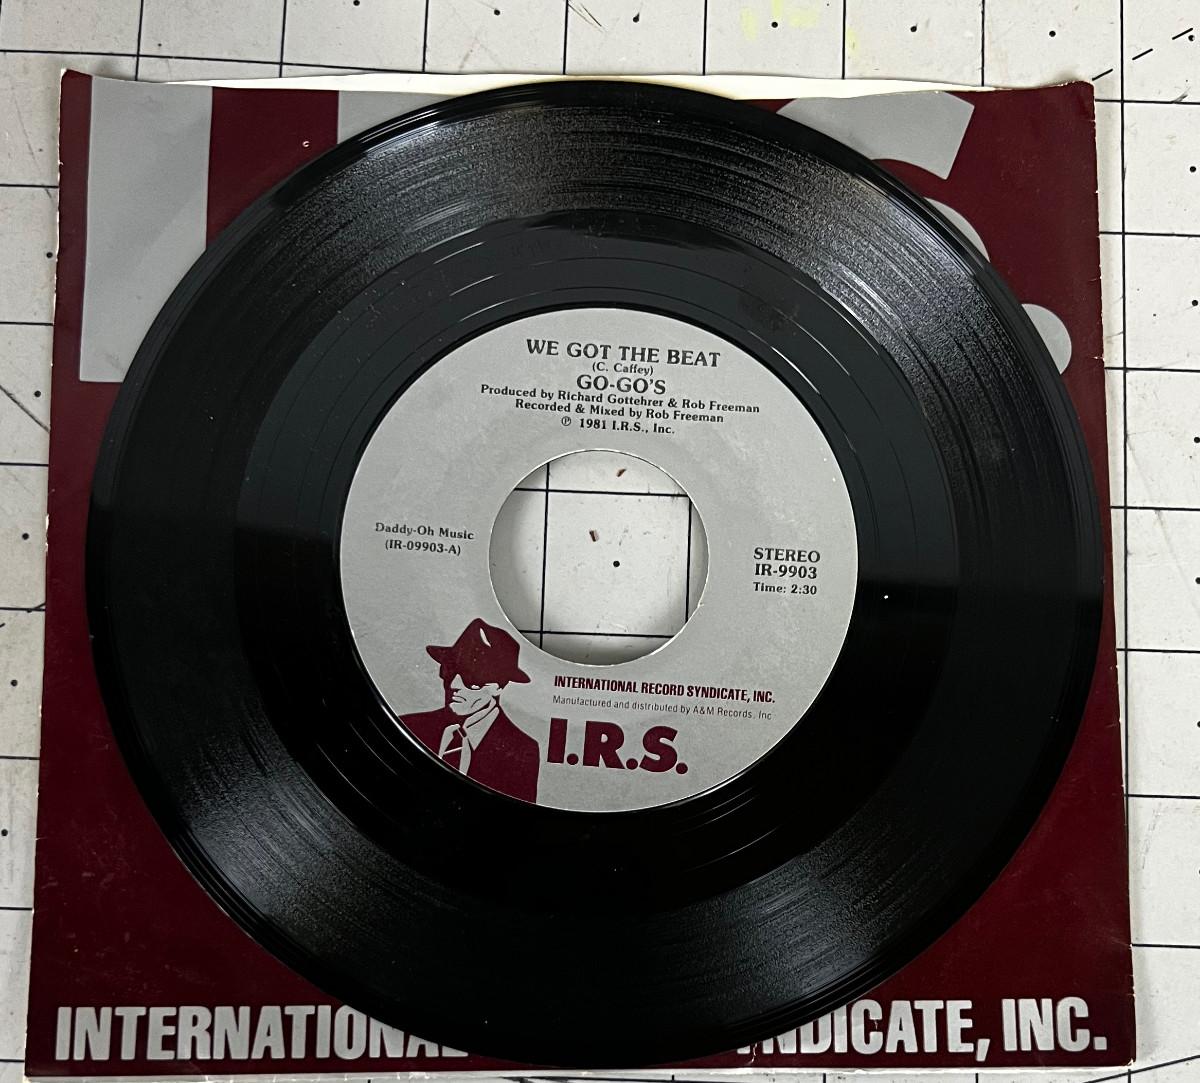 WE GOT THE BEAT
(C. Caffey)
GO-GO'S
Produced by Richard Gottehrer & Rob Freeman
Recorded & Mixed by Rob Freeman
℗ 1981 I.R.S., Inc.
Daddy-Oh Music
(IR-09903-A)
STEREO
IR-9903
Time: 2:30
INTERNATIONAL RECORD SYNDICATE, INC.
Manufactured and distributed by A&M Records, Inc
I.R.S.
INTERNATIONAL NDICATE, INC.